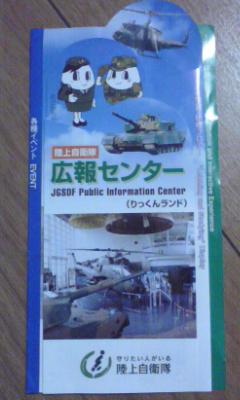 陸上自衛隊
広報センター
JGSDF Public Information Center
(りっくんランド)
各種イベント EVENT
守りたい人がいる
陸上自衛隊